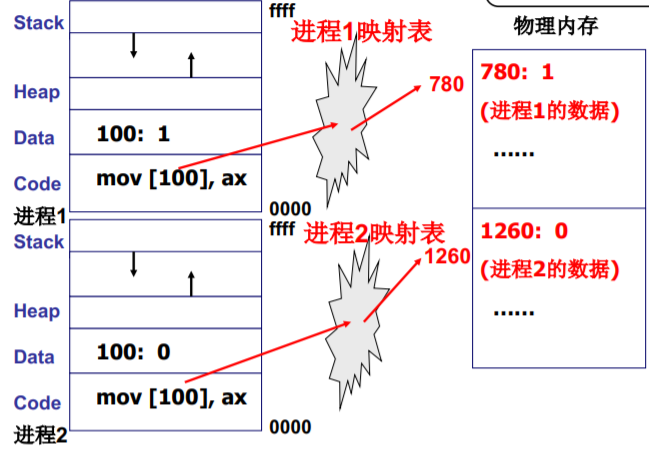 Stack
Heap
Data
100: 1
Code
mov [100], ax
进程1
ffff
0000
进程1映射表
780
Stack
Heap
Data
100: 0
Code
mov [100], ax
进程2
ffff
0000
进程2映射表
1260
物理内存
780: 1
(进程1的数据)
......
1260: 0
(进程2的数据)
......